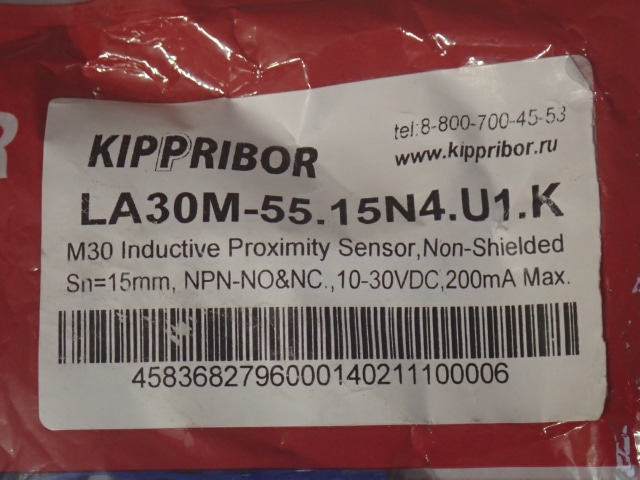 R
KIPPRIBOR
tel:8-800-700-45-53
www.kippribor.ru
LA30M-55.15N4.U1.K
M30 Inductive Proximity Sensor,Non-Shielded
Sn=15mm, NPN-NO&NC.,10-30VDC,200mA Max.
4583682796000140211100006